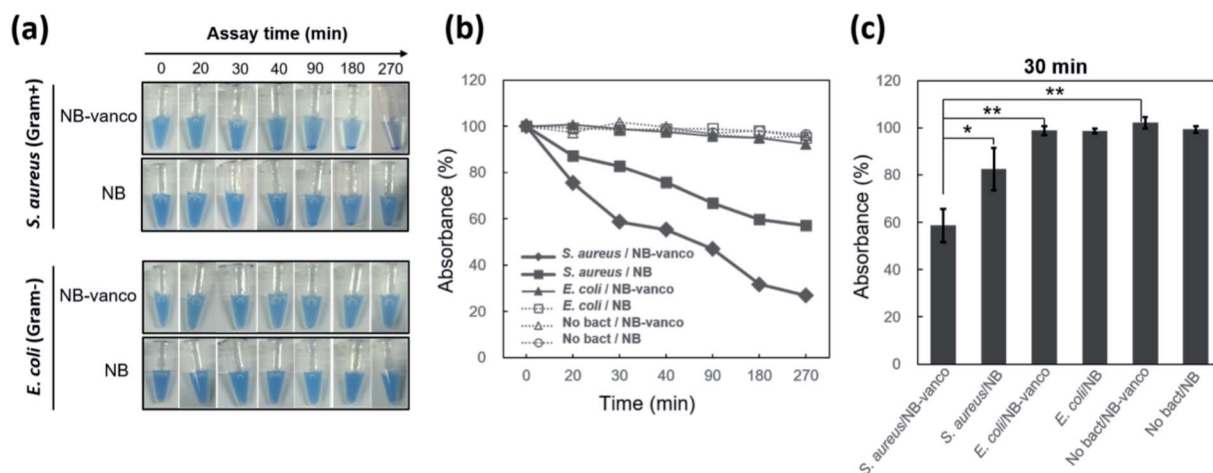 (a)
Assay time (min)
0 20 30 40 90 180 270
S. aureus (Gram+)
NB-vanco
NB
E. coli (Gram-)
NB-vanco
NB
(b)
Absorbance (%)
120
100
80
60
40
20
0
S. aureus / NB-vanco
S. aureus / NB
E. coli / NB-vanco
E. coli / NB
No bact / NB-vanco
No bact / NB
0 20 30 40 90 180 270
Time (min)
(c)
30 min
**
**
*
Absorbance (%)
120
100
80
60
40
20
0
S. aureus/NB-vanco
S. aureus/NB
E. coli/NB-vanco
E. coli/NB
No bact/NB-vanco
No bact/NB